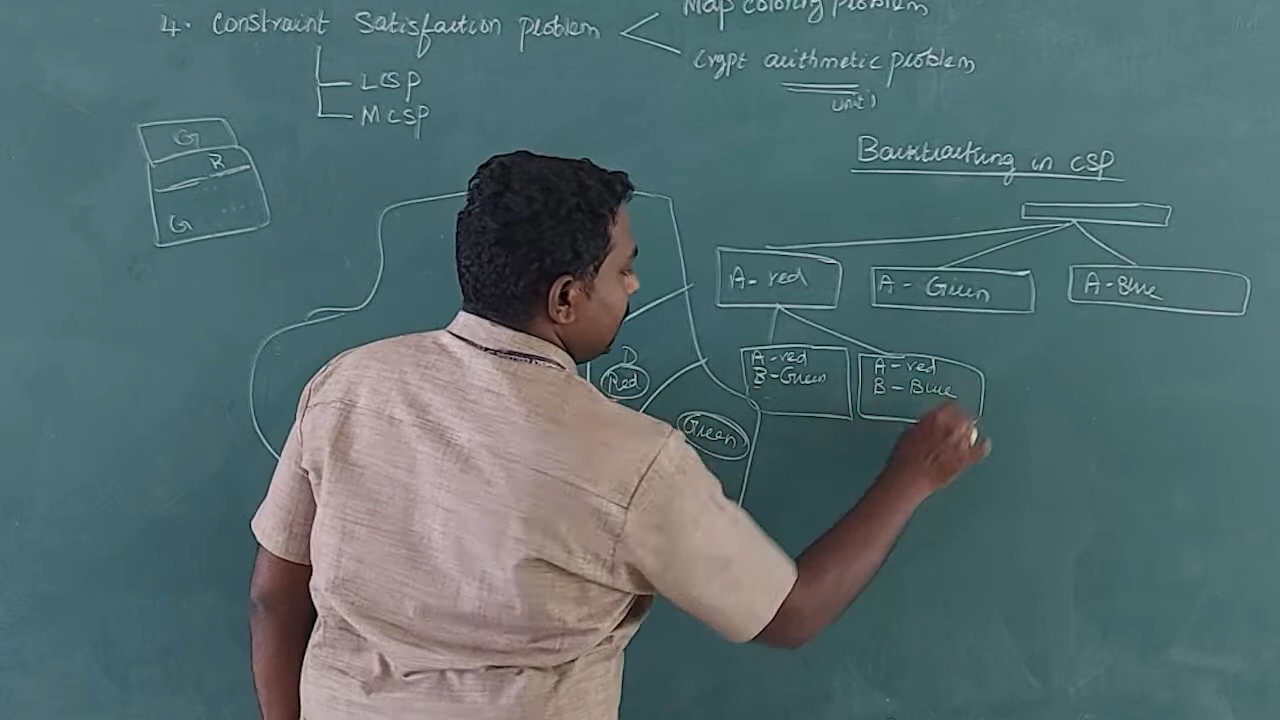 Map coloring problem
4. Constraint Satisfaction problem
Crypt arithmetic problem
LCSP
MCSP
unit 1
G
R
G
Backtracking in CSP
A - red
A - Green
A - Blue
D
Red
Green
A - red
B - Green
A - red
B - Blue